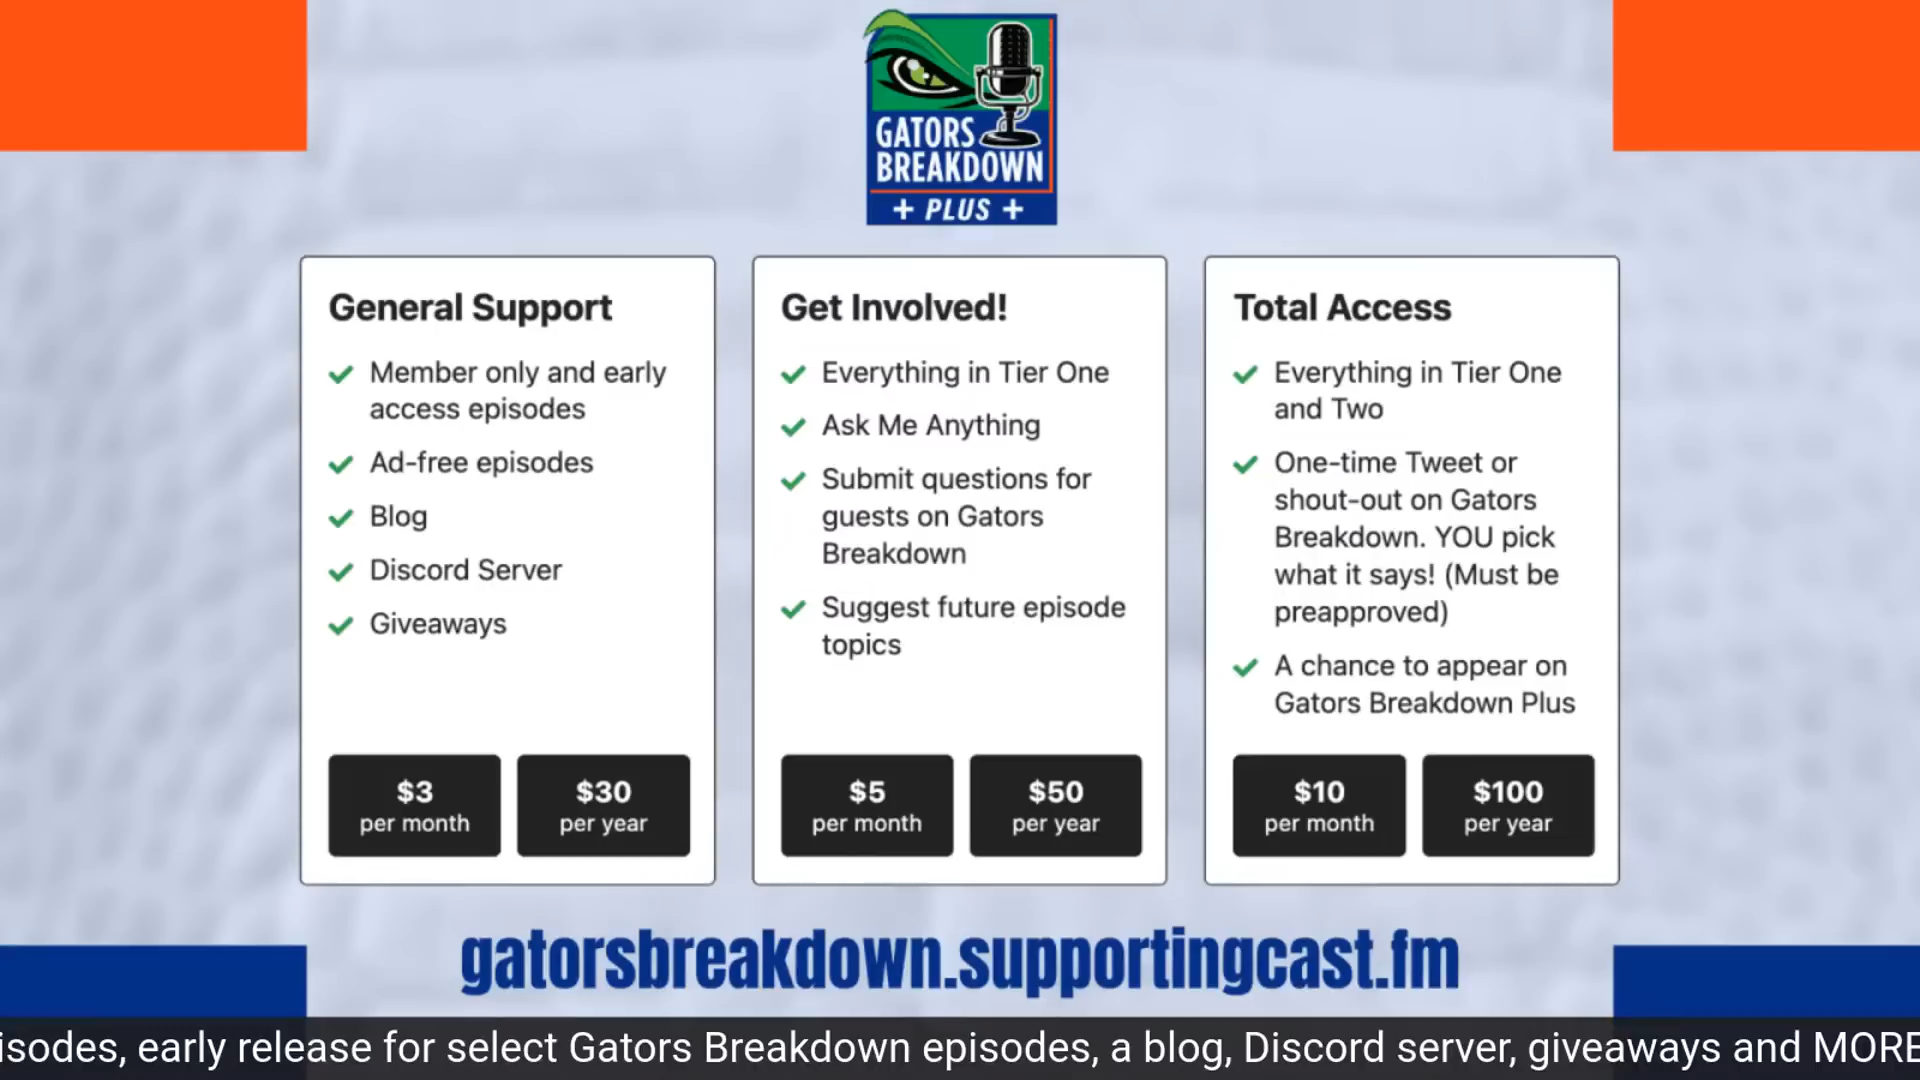 GATORS
BREAKDOWN
+ PLUS +
General Support
Member only and early
access episodes
Ad-free episodes
Blog
Discord Server
Giveaways
$3
per month
$30
per year
Get Involved!
Everything in Tier One
Ask Me Anything
Submit questions for
guests on Gators
Breakdown
Suggest future episode
topics
$5
per month
$50
per year
Total Access
Everything in Tier One
and Two
One-time Tweet or
shout-out on Gators
Breakdown. YOU pick
what it says! (Must be
preapproved)
A chance to appear on
Gators Breakdown Plus
$10
per month
$100
per year
gatorsbreakdown.supportingcast.fm
isodes, early release for select Gators Breakdown episodes, a blog, Discord server, giveaways and MORE